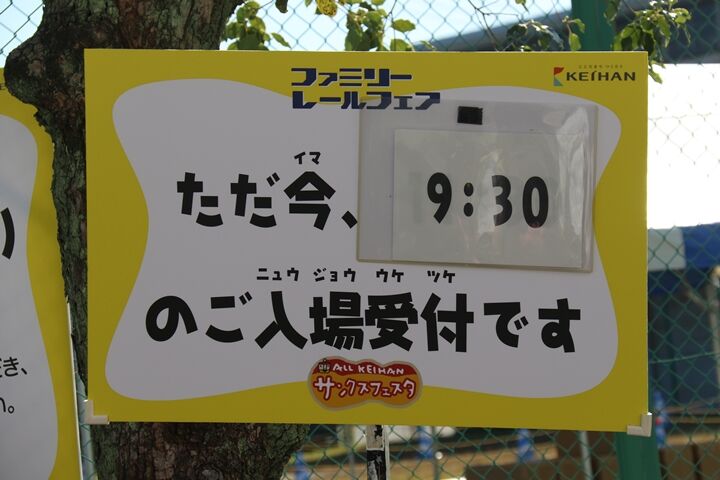 ファミリー
レールフェア
KEIHAN
イマ
ただ今、9:30
ニュウ ジョウ ウケ ツケ
のご入場受付です
ALL KEIHAN
サンクスフェスタ
)
き、
い。